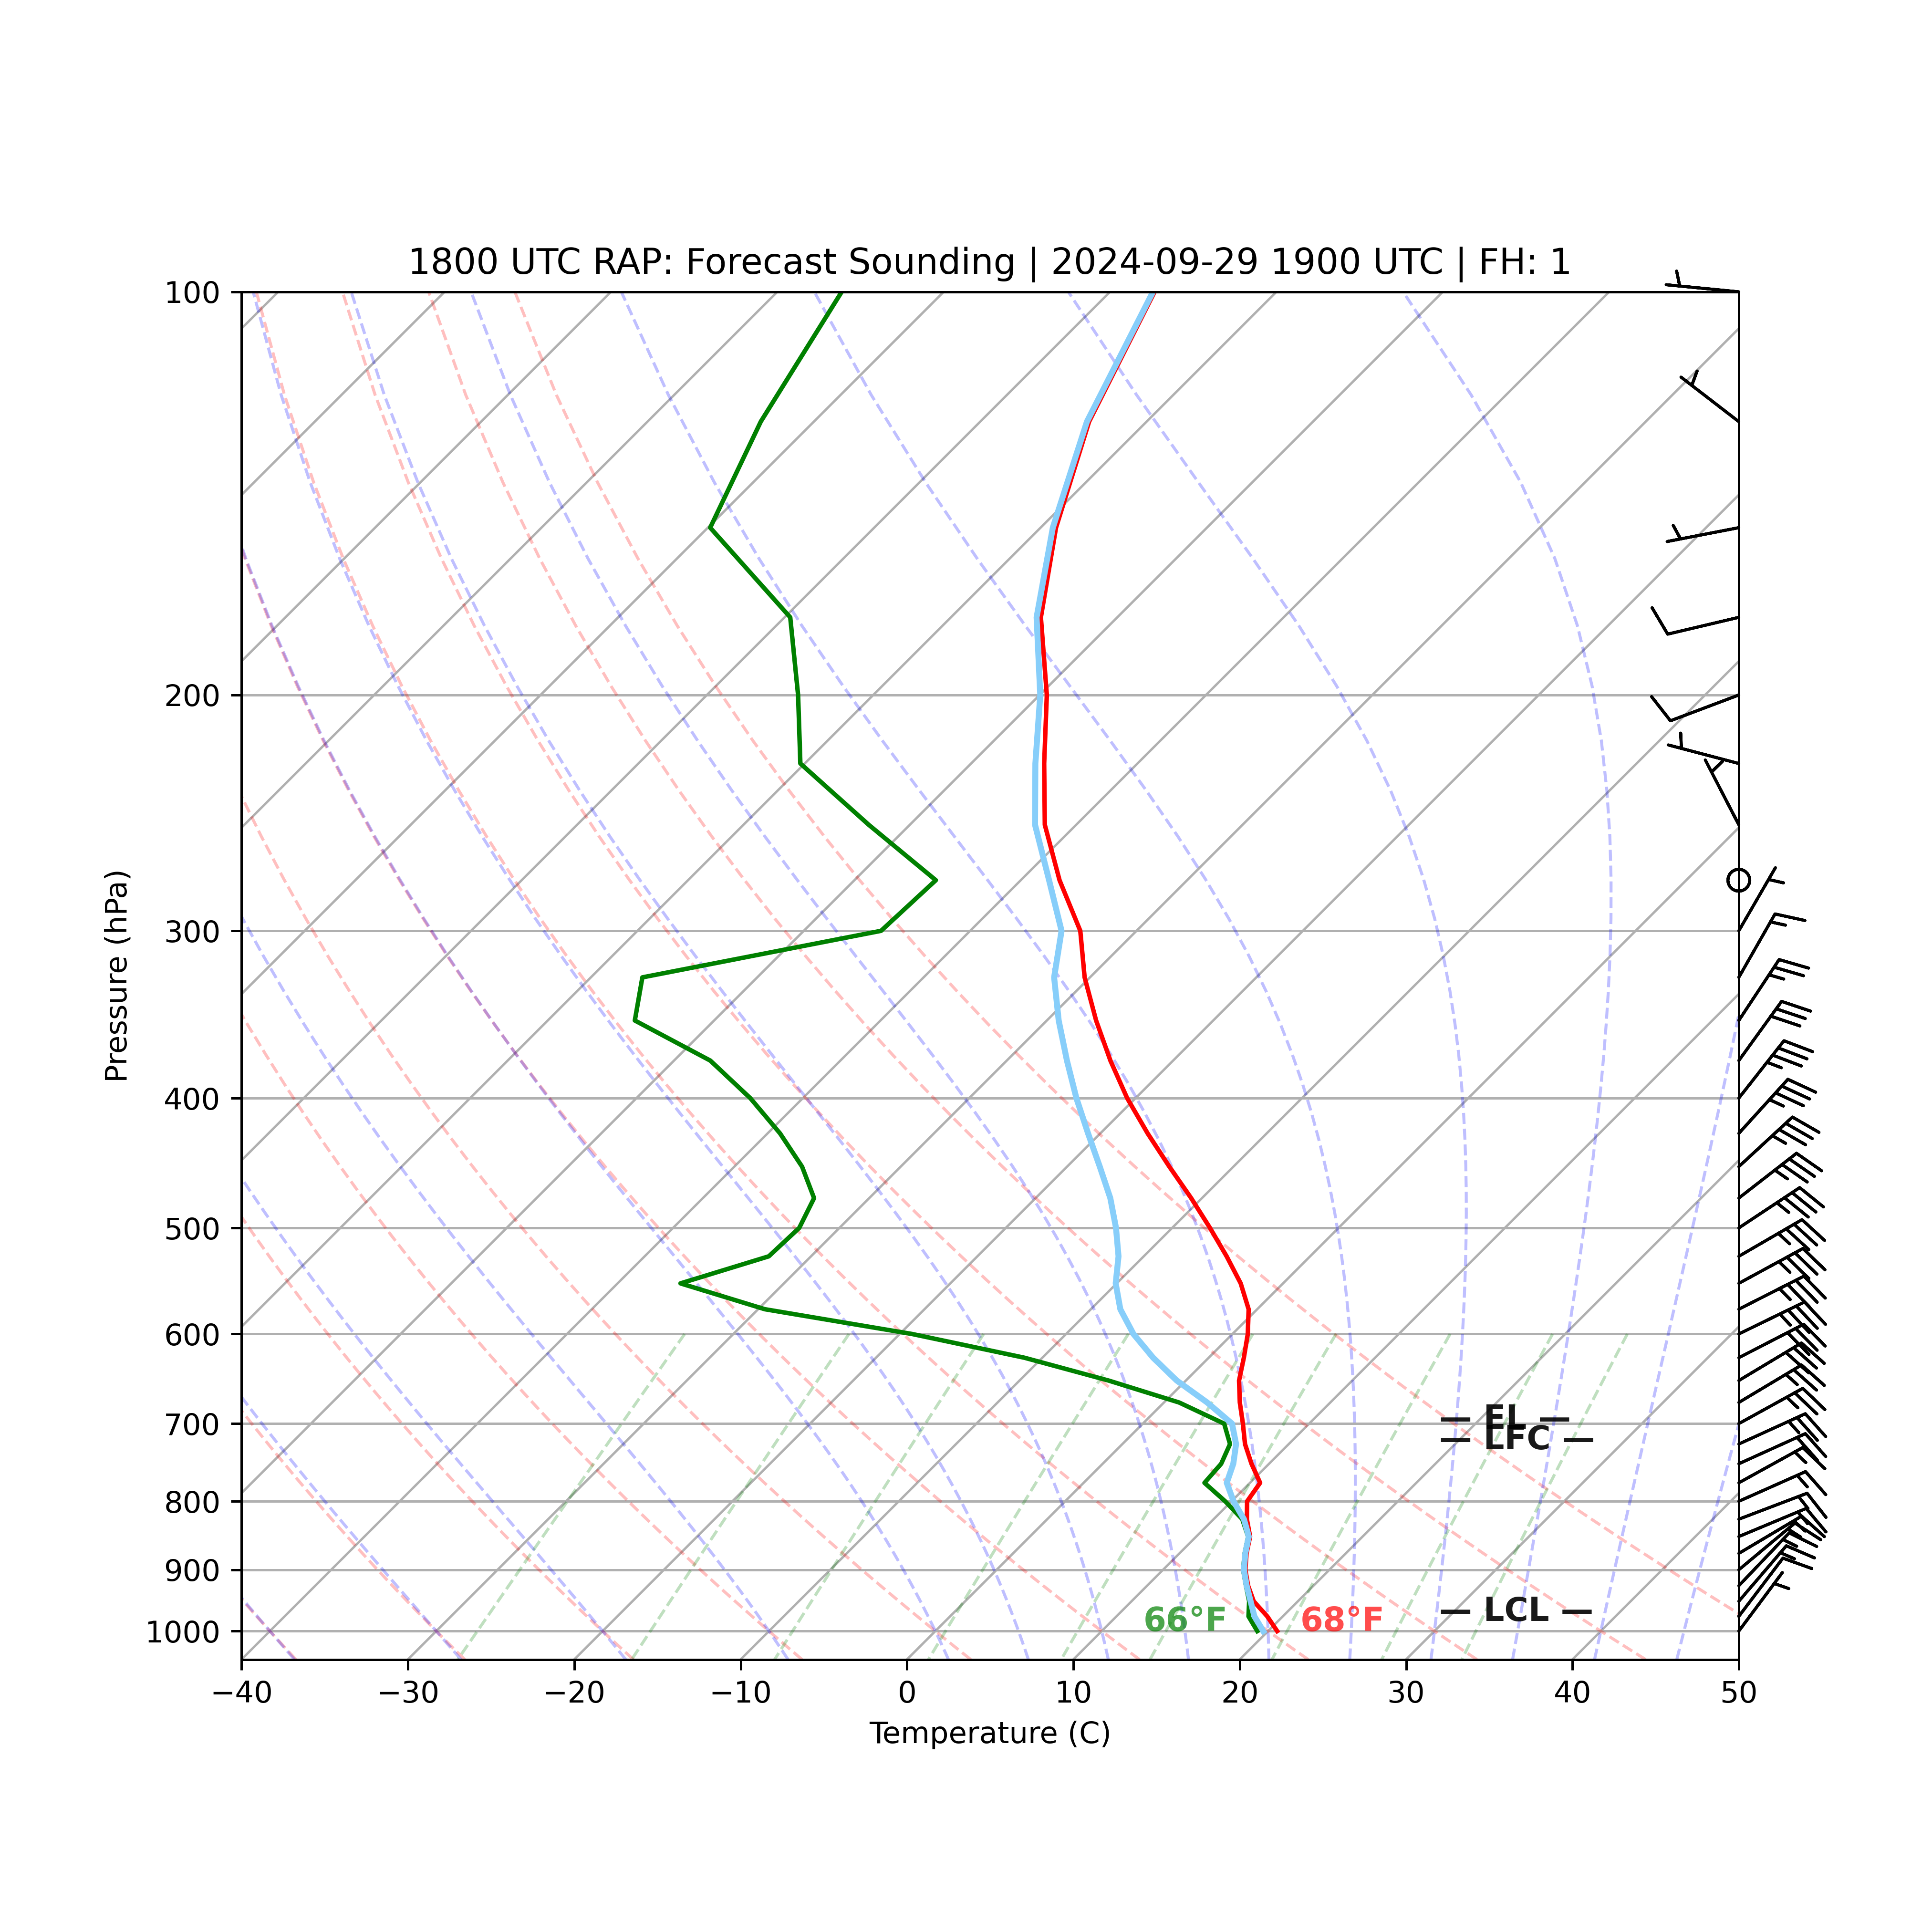 1800 UTC RAP: Forecast Sounding | 2024-09-29 1900 UTC | FH: 1
100
200
300
400
500
600
700
800
900
1000
Pressure (hPa)
— EL —
— LFC —
— LCL —
66°F
68°F
−40
−30
−20
−10
0
10
20
30
40
50
Temperature (C)